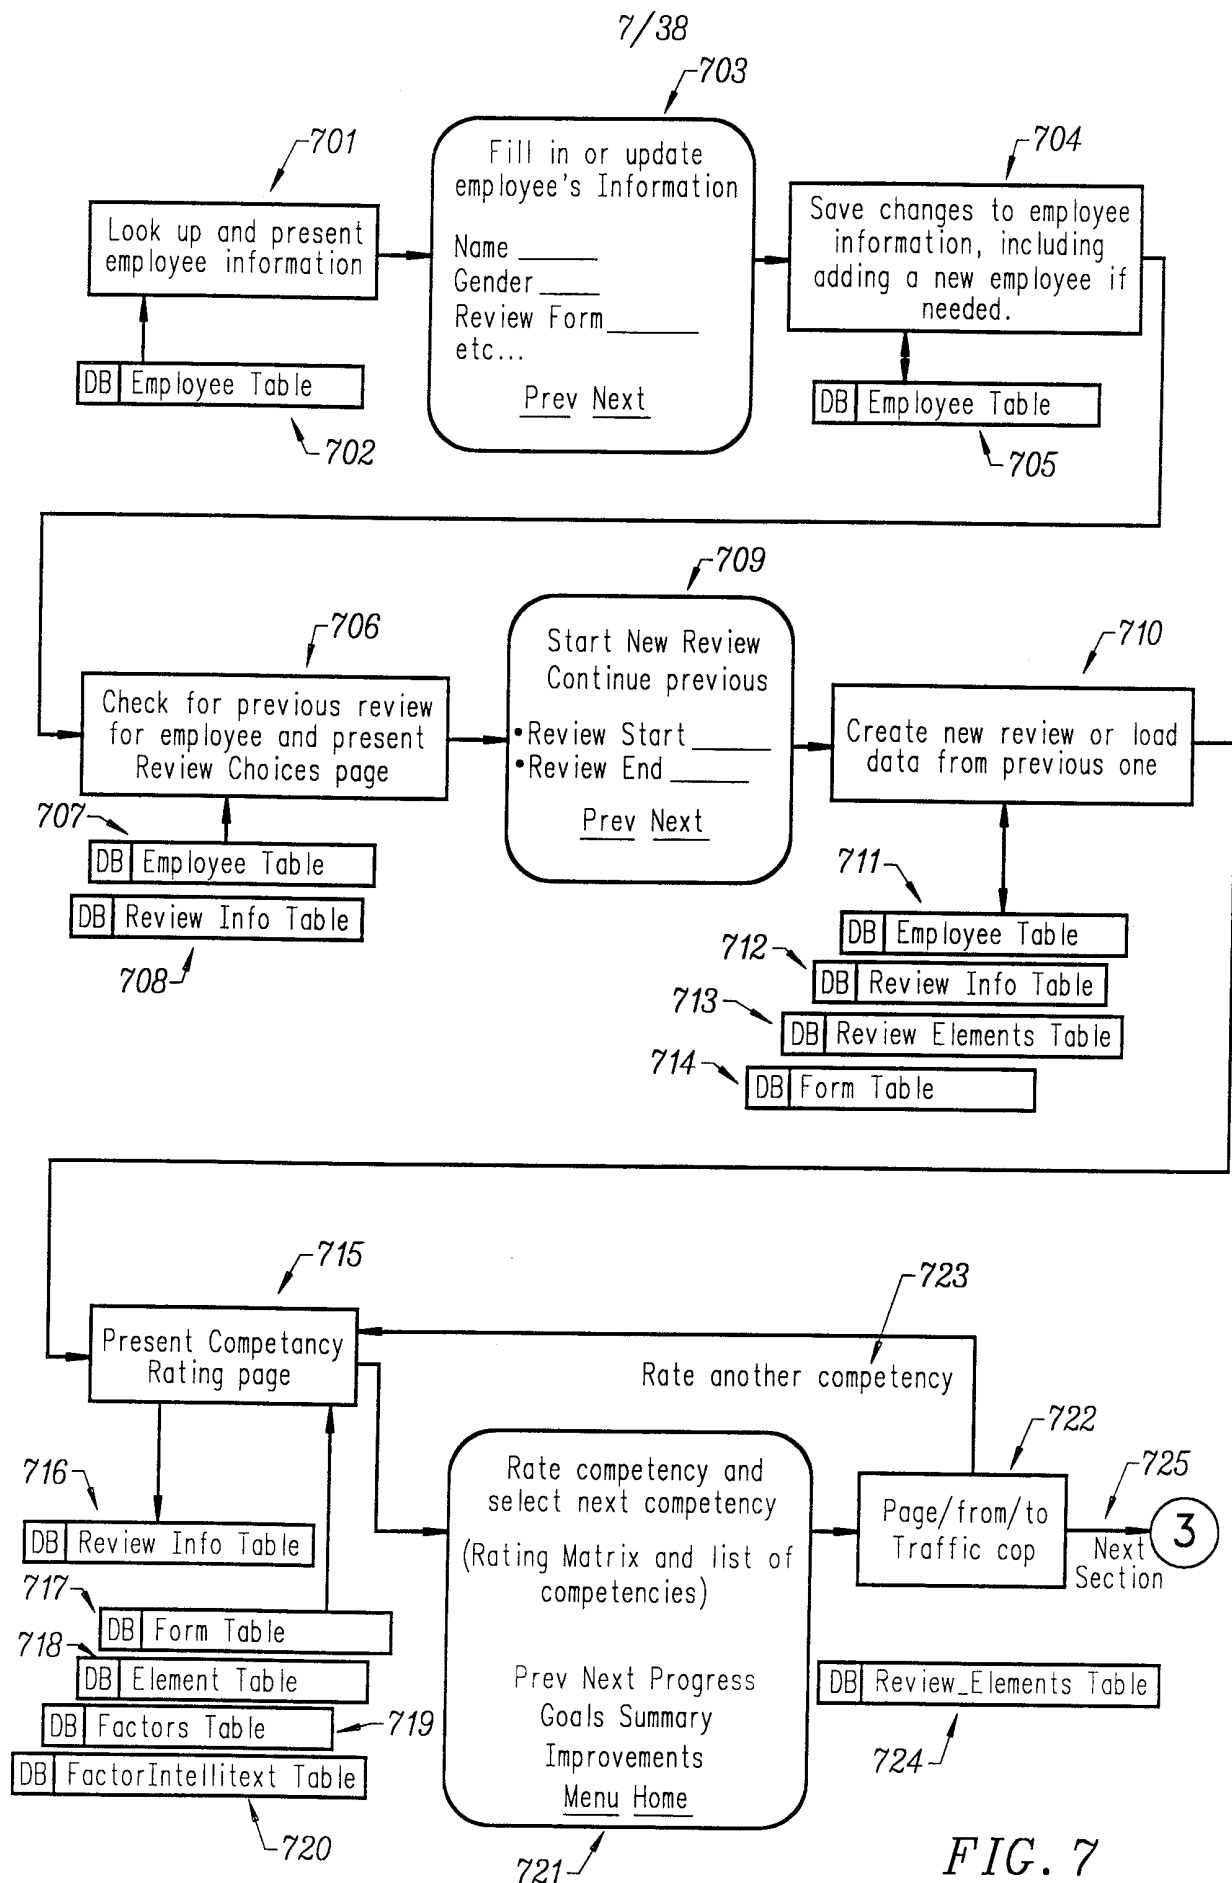 7/38
703
701
704
Fill in or update
employee's Information
Name
Gender
Review Form
etc...
Prev Next
Look up and present
employee information
Save changes to employee
information, including
adding a new employee if
needed.
DB Employee Table
702
DB Employee Table
705
709
706
710
Start New Review
Continue previous
•Review Start
•Review End
Prev Next
Check for previous review
for employee and present
Review Choices page
Create new review or load
data from previous one
707
DB Employee Table
DB Review Info Table
708
711
DB Employee Table
712
DB Review Info Table
713
DB Review Elements Table
714
DB Form Table
715
723
Present Competancy
Rating page
Rate another competency
722
725
716
DB Review Info Table
Rate competency and
select next competency
(Rating Matrix and list of
competencies)
Page/from/to
Traffic cop
Next
Section
3
717
DB Form Table
718
DB Element Table
DB Factors Table
719
DB FactorIntellitext Table
720
Prev Next Progress
Goals Summary
Improvements
Menu Home
721
DB Review_Elements Table
724
FIG. 7